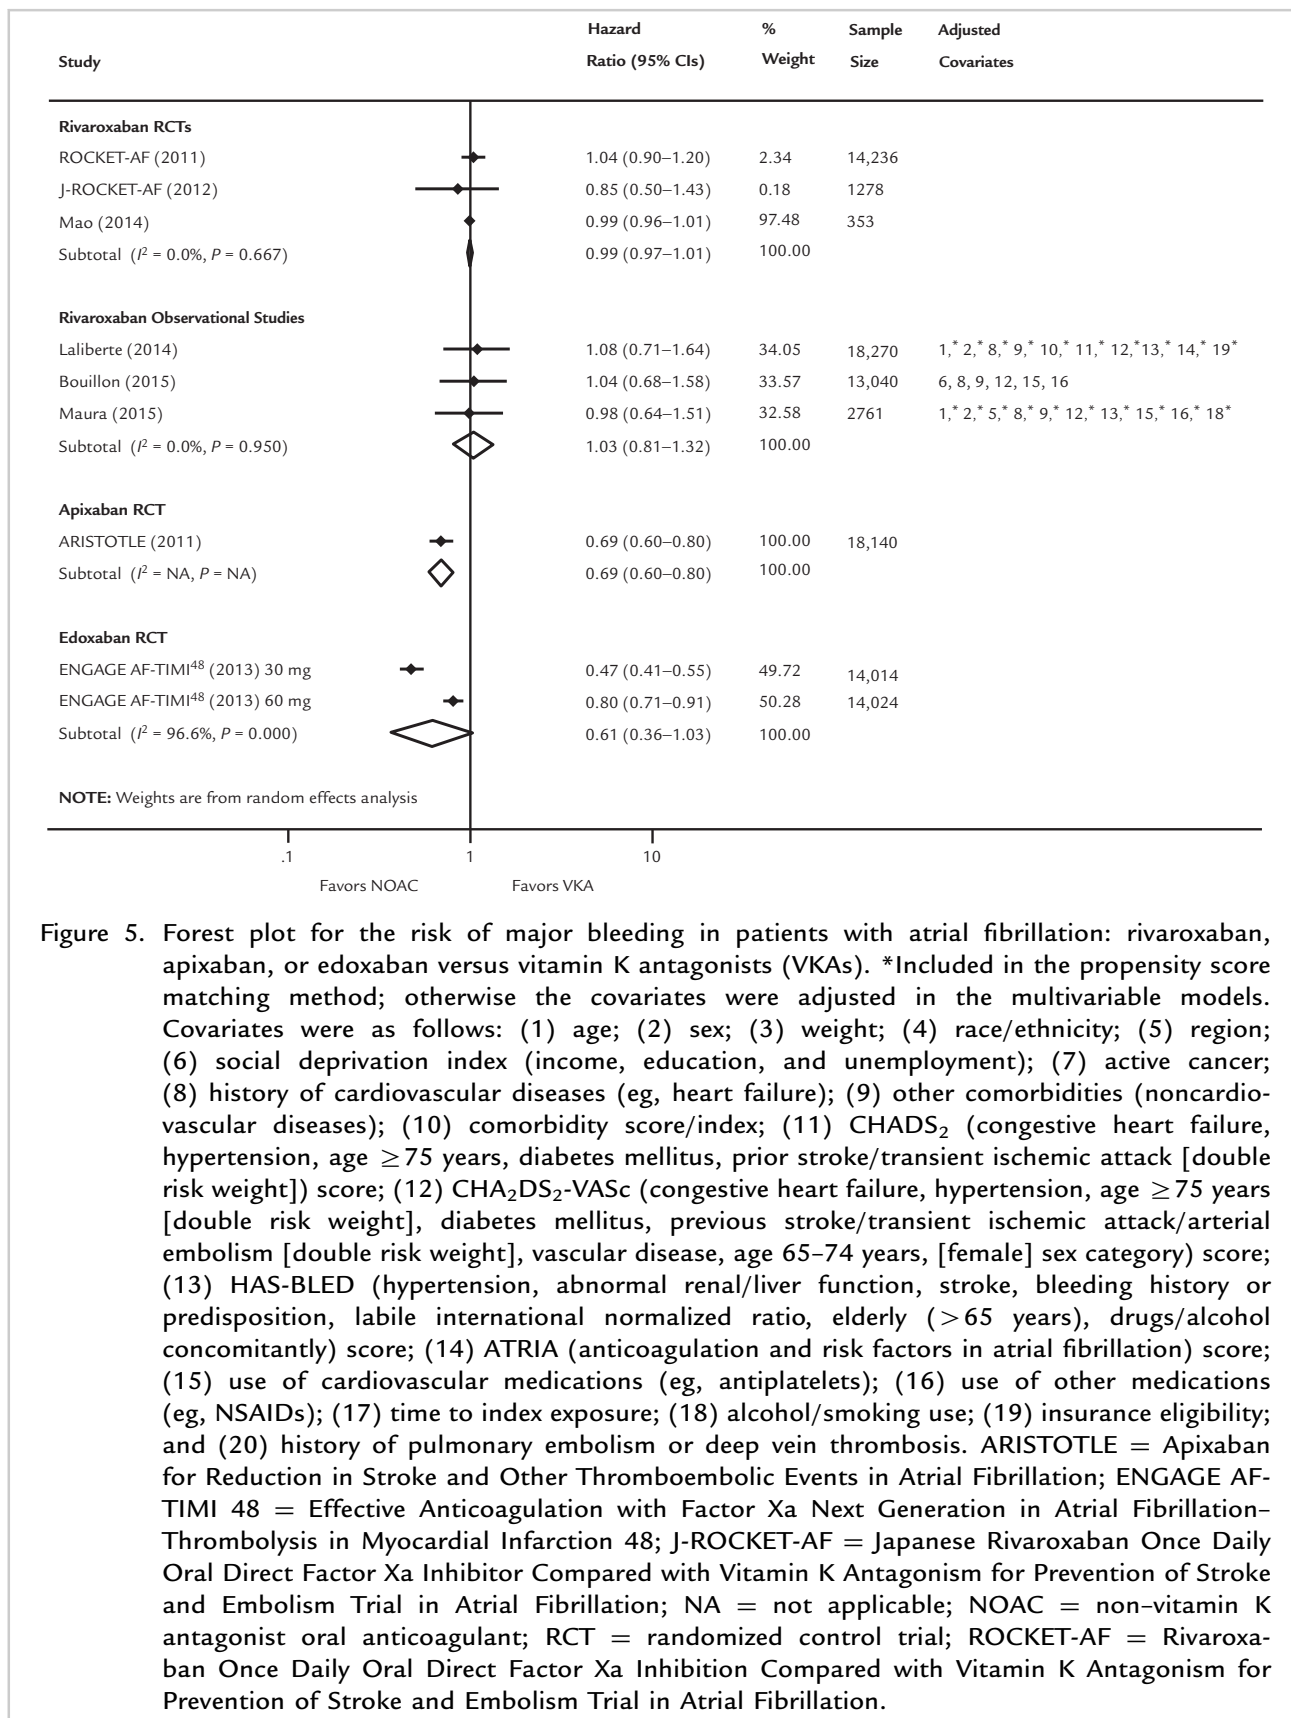 Hazard % Sample Adjusted
Study Ratio (95% CIs) Weight Size Covariates
Rivaroxaban RCTs
ROCKET-AF (2011) 1.04 (0.90–1.20) 2.34 14,236
J-ROCKET-AF (2012) 0.85 (0.50–1.43) 0.18 1278
Mao (2014) 0.99 (0.96–1.01) 97.48 353
Subtotal (I² = 0.0%, P = 0.667) 0.99 (0.97–1.01) 100.00
Rivaroxaban Observational Studies
Laliberte (2014) 1.08 (0.71–1.64) 34.05 18,270 1,* 2,* 8,* 9,* 10,* 11,* 12,*13,* 14,* 19*
Bouillon (2015) 1.04 (0.68–1.58) 33.57 13,040 6, 8, 9, 12, 15, 16
Maura (2015) 0.98 (0.64–1.51) 32.58 2761 1,* 2,* 5,* 8,* 9,* 12,* 13,* 15,* 16,* 18*
Subtotal (I² = 0.0%, P = 0.950) 1.03 (0.81–1.32) 100.00
Apixaban RCT
ARISTOTLE (2011) 0.69 (0.60–0.80) 100.00 18,140
Subtotal (I² = NA, P = NA) 0.69 (0.60–0.80) 100.00
Edoxaban RCT
ENGAGE AF-TIMI⁴⁸ (2013) 30 mg 0.47 (0.41–0.55) 49.72 14,014
ENGAGE AF-TIMI⁴⁸ (2013) 60 mg 0.80 (0.71–0.91) 50.28 14,024
Subtotal (I² = 96.6%, P = 0.000) 0.61 (0.36–1.03) 100.00
NOTE: Weights are from random effects analysis
.1 1 10
Favors NOAC Favors VKA
Figure 5. Forest plot for the risk of major bleeding in patients with atrial fibrillation: rivaroxaban,
apixaban, or edoxaban versus vitamin K antagonists (VKAs). *Included in the propensity score
matching method; otherwise the covariates were adjusted in the multivariable models.
Covariates were as follows: (1) age; (2) sex; (3) weight; (4) race/ethnicity; (5) region;
(6) social deprivation index (income, education, and unemployment); (7) active cancer;
(8) history of cardiovascular diseases (eg, heart failure); (9) other comorbidities (noncardio-
vascular diseases); (10) comorbidity score/index; (11) CHADS₂ (congestive heart failure,
hypertension, age ≥75 years, diabetes mellitus, prior stroke/transient ischemic attack [double
risk weight]) score; (12) CHA₂DS₂-VASc (congestive heart failure, hypertension, age ≥75 years
[double risk weight], diabetes mellitus, previous stroke/transient ischemic attack/arterial
embolism [double risk weight], vascular disease, age 65–74 years, [female] sex category) score;
(13) HAS-BLED (hypertension, abnormal renal/liver function, stroke, bleeding history or
predisposition, labile international normalized ratio, elderly (>65 years), drugs/alcohol
concomitantly) score; (14) ATRIA (anticoagulation and risk factors in atrial fibrillation) score;
(15) use of cardiovascular medications (eg, antiplatelets); (16) use of other medications
(eg, NSAIDs); (17) time to index exposure; (18) alcohol/smoking use; (19) insurance eligibility;
and (20) history of pulmonary embolism or deep vein thrombosis. ARISTOTLE = Apixaban
for Reduction in Stroke and Other Thromboembolic Events in Atrial Fibrillation; ENGAGE AF-
TIMI 48 = Effective Anticoagulation with Factor Xa Next Generation in Atrial Fibrillation–
Thrombolysis in Myocardial Infarction 48; J-ROCKET-AF = Japanese Rivaroxaban Once Daily
Oral Direct Factor Xa Inhibitor Compared with Vitamin K Antagonism for Prevention of Stroke
and Embolism Trial in Atrial Fibrillation; NA = not applicable; NOAC = non–vitamin K
antagonist oral anticoagulant; RCT = randomized control trial; ROCKET-AF = Rivaroxa-
ban Once Daily Oral Direct Factor Xa Inhibition Compared with Vitamin K Antagonism for
Prevention of Stroke and Embolism Trial in Atrial Fibrillation.